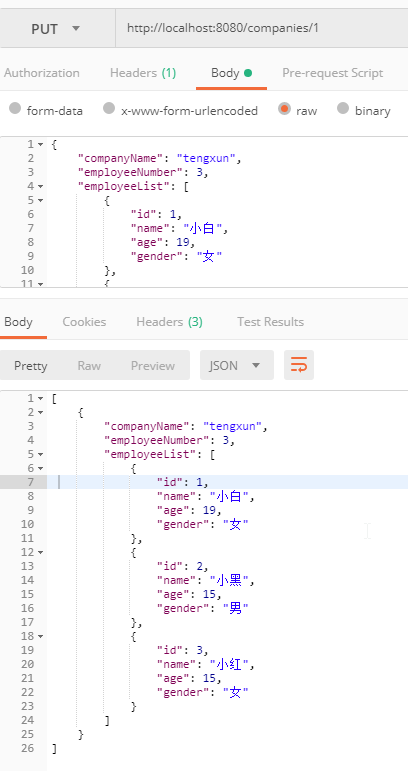 PUT http://localhost:8080/companies/1
Authorization Headers (1) Body Pre-request Script
form-data x-www-form-urlencoded raw binary
1 {
2 "companyName": "tengxun",
3 "employeeNumber": 3,
4 "employeeList": [
5 {
6 "id": 1,
7 "name": "小白",
8 "age": 19,
9 "gender": "女"
10 },
11 {
Body Cookies Headers (3) Test Results
Pretty Raw Preview JSON
1 [
2 {
3 "companyName": "tengxun",
4 "employeeNumber": 3,
5 "employeeList": [
6 {
7 "id": 1,
8 "name": "小白",
9 "age": 19,
10 "gender": "女"
11 },
12 {
13 "id": 2,
14 "name": "小黑",
15 "age": 15,
16 "gender": "男"
17 },
18 {
19 "id": 3,
20 "name": "小红",
21 "age": 15,
22 "gender": "女"
23 }
24 ]
25 }
26 ]